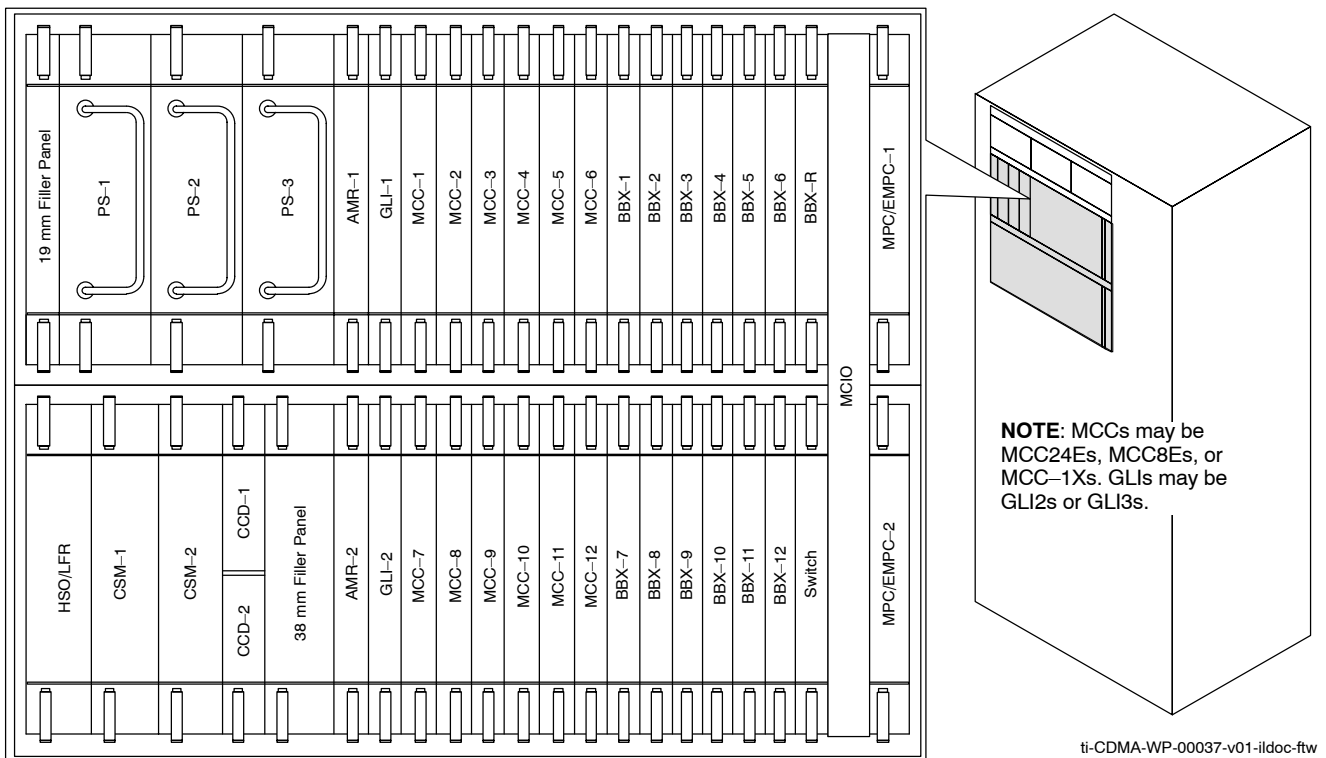 19 mm Filler Panel
PS–1
PS–2
PS–3
AMR–1
GLI–1
MCC–1
MCC–2
MCC–3
MCC–4
MCC–5
MCC–6
BBX–1
BBX–2
BBX–3
BBX–4
BBX–5
BBX–6
BBX–R
MCIO
MPC/EMPC–1
HSO/LFR
CSM–1
CSM–2
CCD–1
CCD–2
38 mm Filler Panel
AMR–2
GLI–2
MCC–7
MCC–8
MCC–9
MCC–10
MCC–11
MCC–12
BBX–7
BBX–8
BBX–9
BBX–10
BBX–11
BBX–12
Switch
MPC/EMPC–2
NOTE: MCCs may be
MCC24Es, MCC8Es, or
MCC–1Xs. GLIs may be
GLI2s or GLI3s.
ti-CDMA-WP-00037-v01-ildoc-ftw